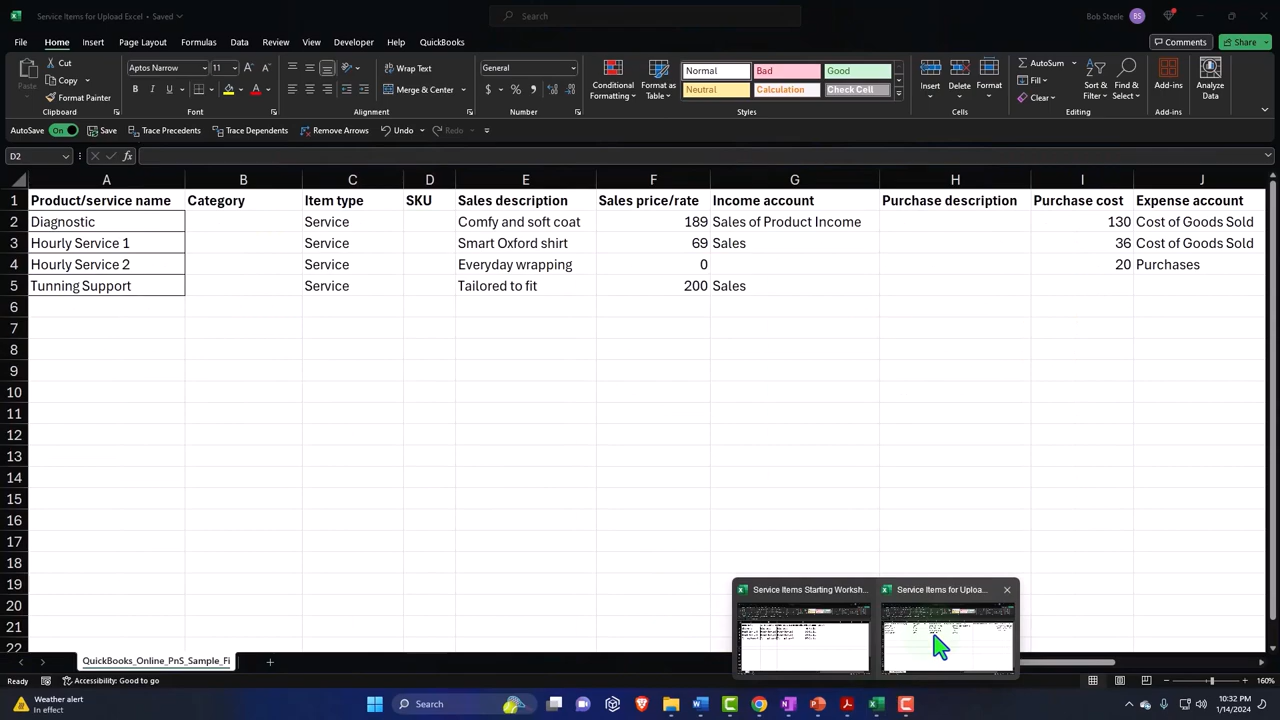 Service Items for Upload Excel • Saved
Search
Bob Steele
BS
File Home Insert Page Layout Formulas Data Review View Developer Automate Help QuickBooks
Comments
Share
Paste
Cut
Copy
Format Painter
Clipboard
Aptos Narrow 11
B I U
Font
Wrap Text
Merge & Center
Alignment
General
$ % 9
Number
Conditional Formatting
Format as Table
Normal Bad Good
Neutral Calculation Check Cell
Styles
Insert Delete Format
Cells
AutoSum
Fill
Clear
Sort & Filter
Find & Select
Editing
Add-ins
Add-ins
Analyze Data
AutoSave On Save Trace Precedents Trace Dependents Remove Arrows Undo Redo
D2 fx
A B C D E F G H I J
1 Product/service name Category Item type SKU Sales description Sales price/rate Income account Purchase description Purchase cost Expense account
2 Diagnostic Service Comfy and soft coat 189 Sales of Product Income 130 Cost of Goods Sold
3 Hourly Service 1 Service Smart Oxford shirt 69 Sales 36 Cost of Goods Sold
4 Hourly Service 2 Service Everyday wrapping 0 20 Purchases
5 Tunning Support Service Tailored to fit 200 Sales
6
7
8
9
10
11
12
13
14
15
16
17
18
19
20
21
22
Service Items Starting Worksh...
Service Items for Uploa...
QuickBooks_Online_PnS_Sample_Fi
Ready
Accessibility: Good to go
160%
Weather alert
In effect
Search
10:32 PM
1/14/2024